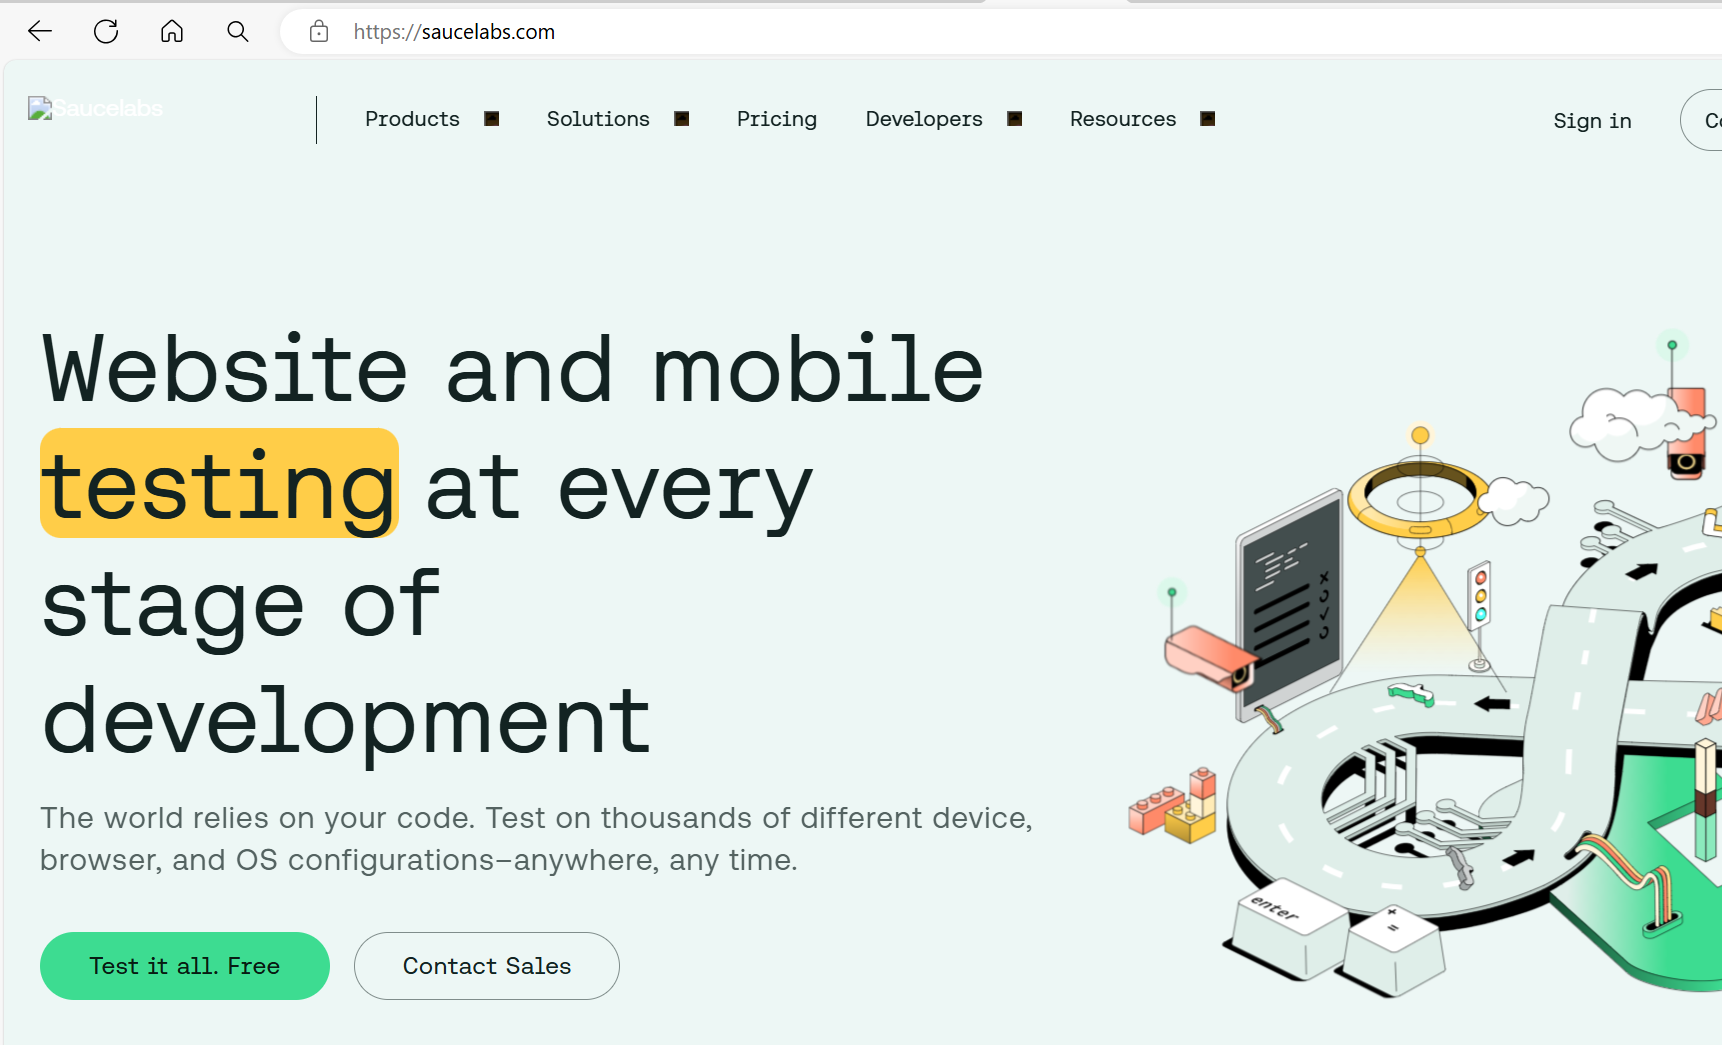 https://saucelabs.com
Saucelabs
Products Solutions Pricing Developers Resources Sign in
Website and mobile
testing at every
stage of
development
The world relies on your code. Test on thousands of different device,
browser, and OS configurations–anywhere, any time.
Test it all. Free Contact Sales
enter
+
=